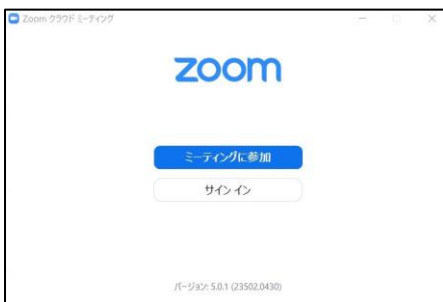 Zoom クラウド ミーティング
zoom
ミーティングに参加
サイン イン
バージョン: 5.0.1 (23502.0430)